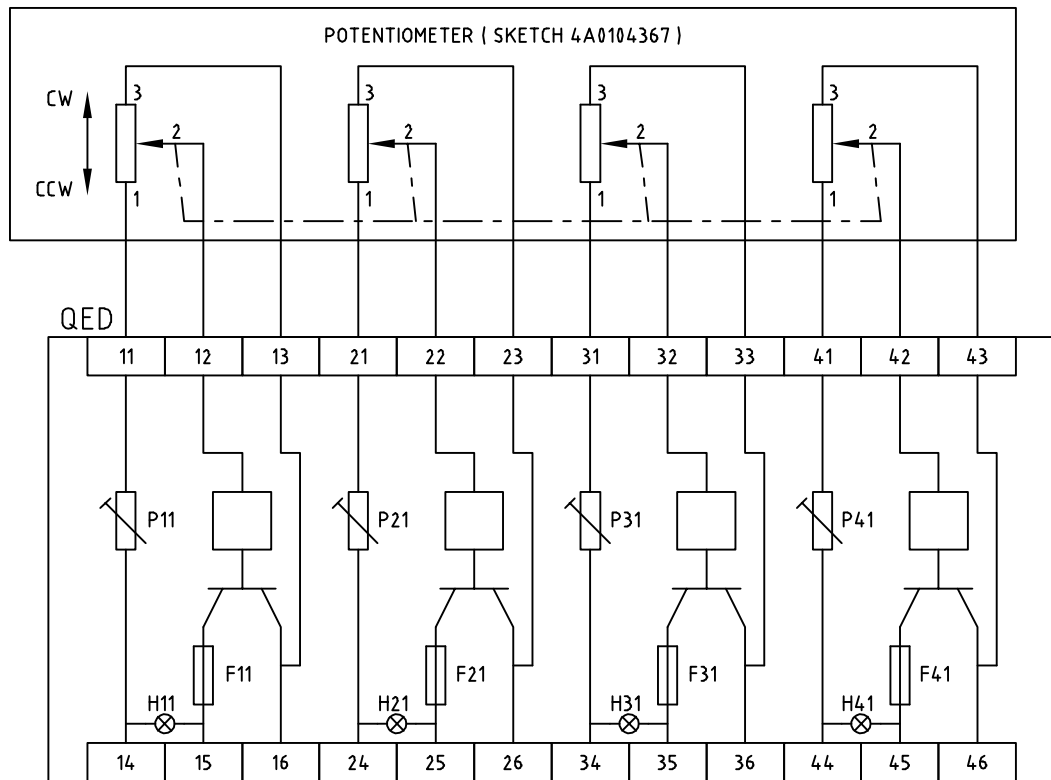 POTENTIOMETER ( SKETCH 4A0104367 )
CW 3 3 3 3
2 2 2 2
CCW 1 1 1 1
QED
11 12 13 21 22 23 31 32 33 41 42 43
P11 P21 P31 P41
F11 F21 F31 F41
H11 H21 H31 H41
14 15 16 24 25 26 34 35 36 44 45 46